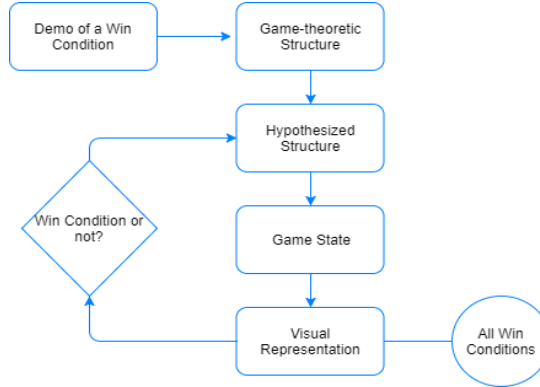 Demo of a Win
Condition
Game-theoretic
Structure
Hypothesized
Structure
Win Condition or
not?
Game State
Visual
Representation
All Win
Conditions